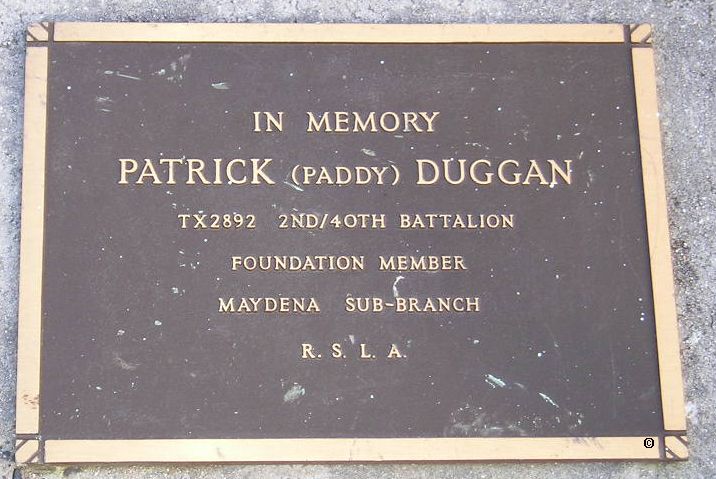 IN MEMORY
PATRICK (PADDY) DUGGAN
TX2892 2ND/40TH BATTALION
FOUNDATION MEMBER
MAYDENA SUB-BRANCH
R. S. L. A.
©